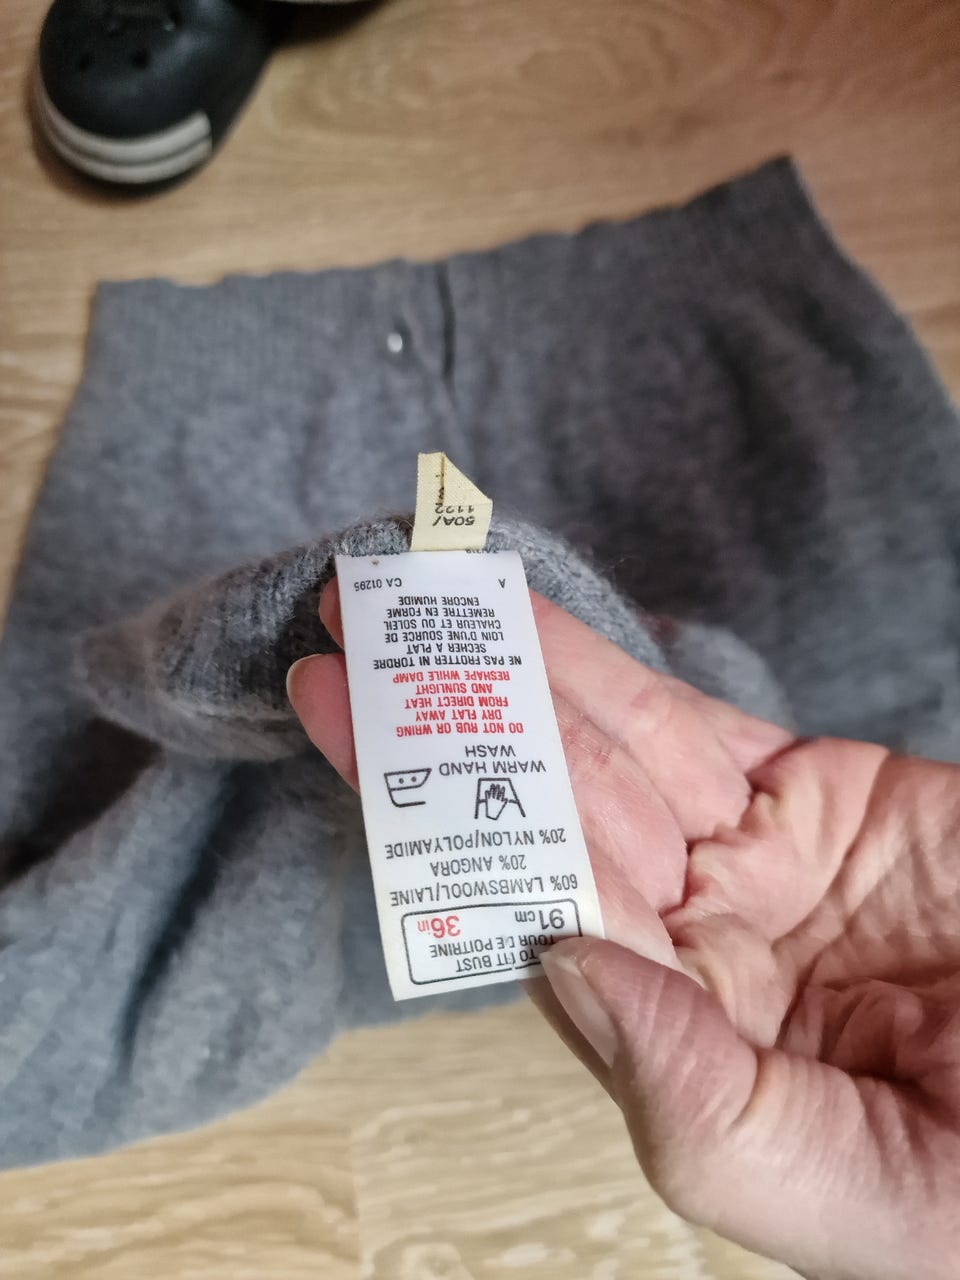 TO FIT BUST
TOUR DE POITRINE
91cm 36in
60% LAMBSWOOL/LAINE
20% ANGORA
20% NYLON/POLYAMIDE
WARM HAND
WASH
DO NOT RUB OR WRING
DRY FLAT AWAY
FROM DIRECT HEAT
AND SUNLIGHT
RESHAPE WHILE DAMP
NE PAS FROTTER NI TORDRE
SECHER A PLAT
LOIN D'UNE SOURCE DE
CHALEUR ET DU SOLEIL
REMETTRE EN FORME
ENCORE HUMIDE
A CA 01295
50A/
1122